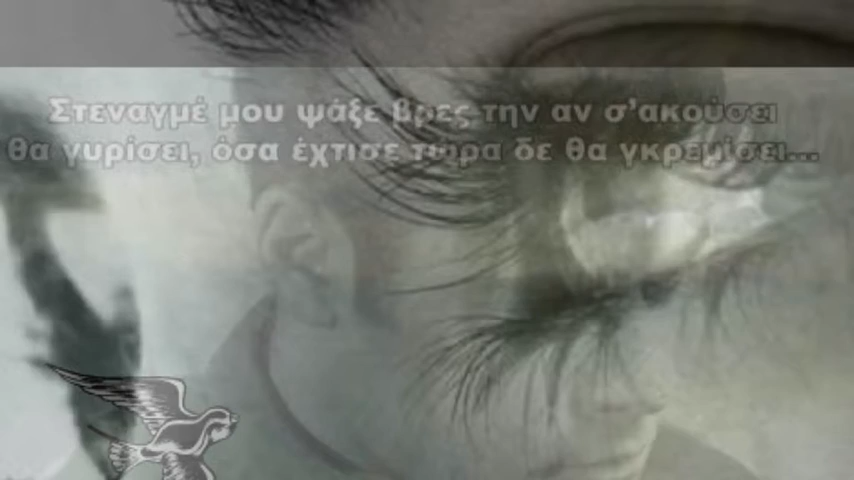 Στεναγμέ μου ψάξε βρες την αν σ'ακούσει
θα γυρίσει, όσα έχτισε τώρα δε θα γκρεμίσει...